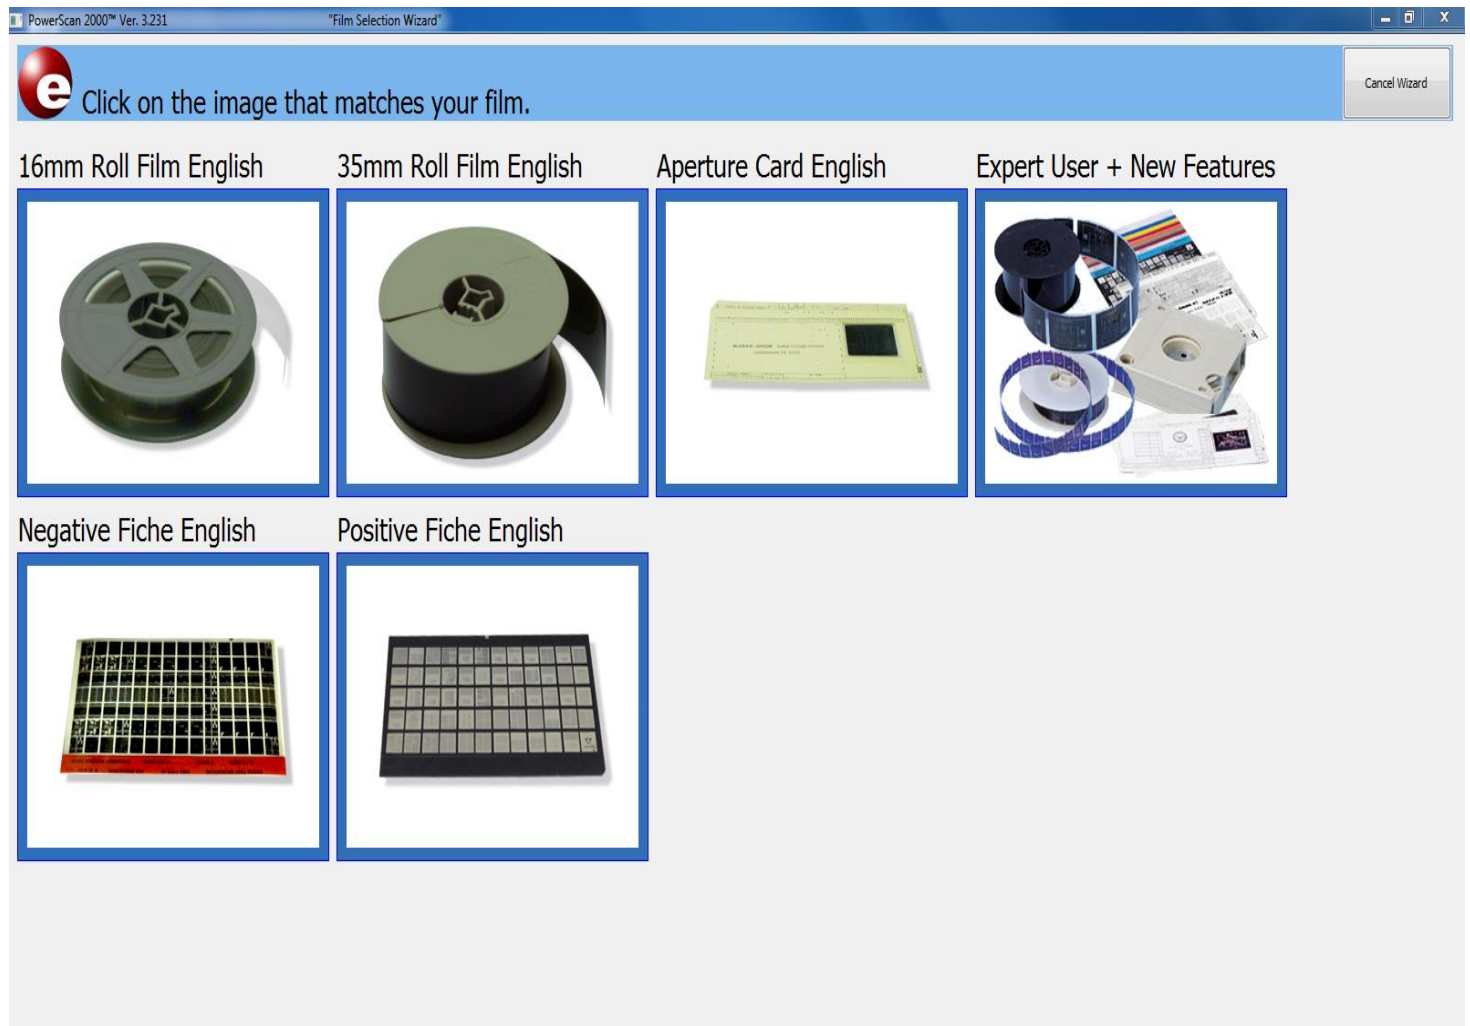 PowerScan 2000™ Ver. 3.231 "Film Selection Wizard"
e Click on the image that matches your film.
Cancel Wizard
16mm Roll Film English 35mm Roll Film English Aperture Card English Expert User + New Features
Negative Fiche English Positive Fiche English